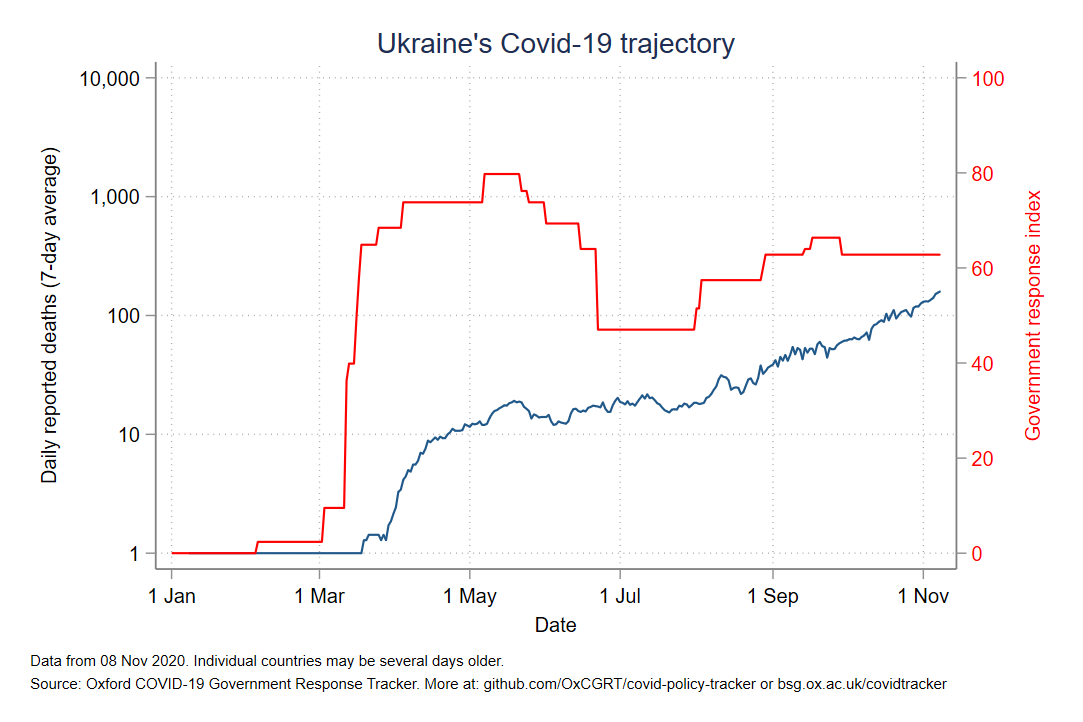 Ukraine's Covid-19 trajectory
10,000
1,000
100
10
1
Daily reported deaths (7-day average)
100
80
60
40
20
0
Government response index
1 Jan
1 Mar
1 May
1 Jul
1 Sep
1 Nov
Date
Data from 08 Nov 2020. Individual countries may be several days older.
Source: Oxford COVID-19 Government Response Tracker. More at: github.com/OxCGRT/covid-policy-tracker or bsg.ox.ac.uk/covidtracker